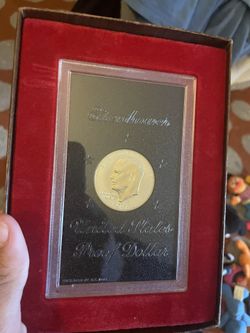 Eisenhower
United States
Proof Dollar